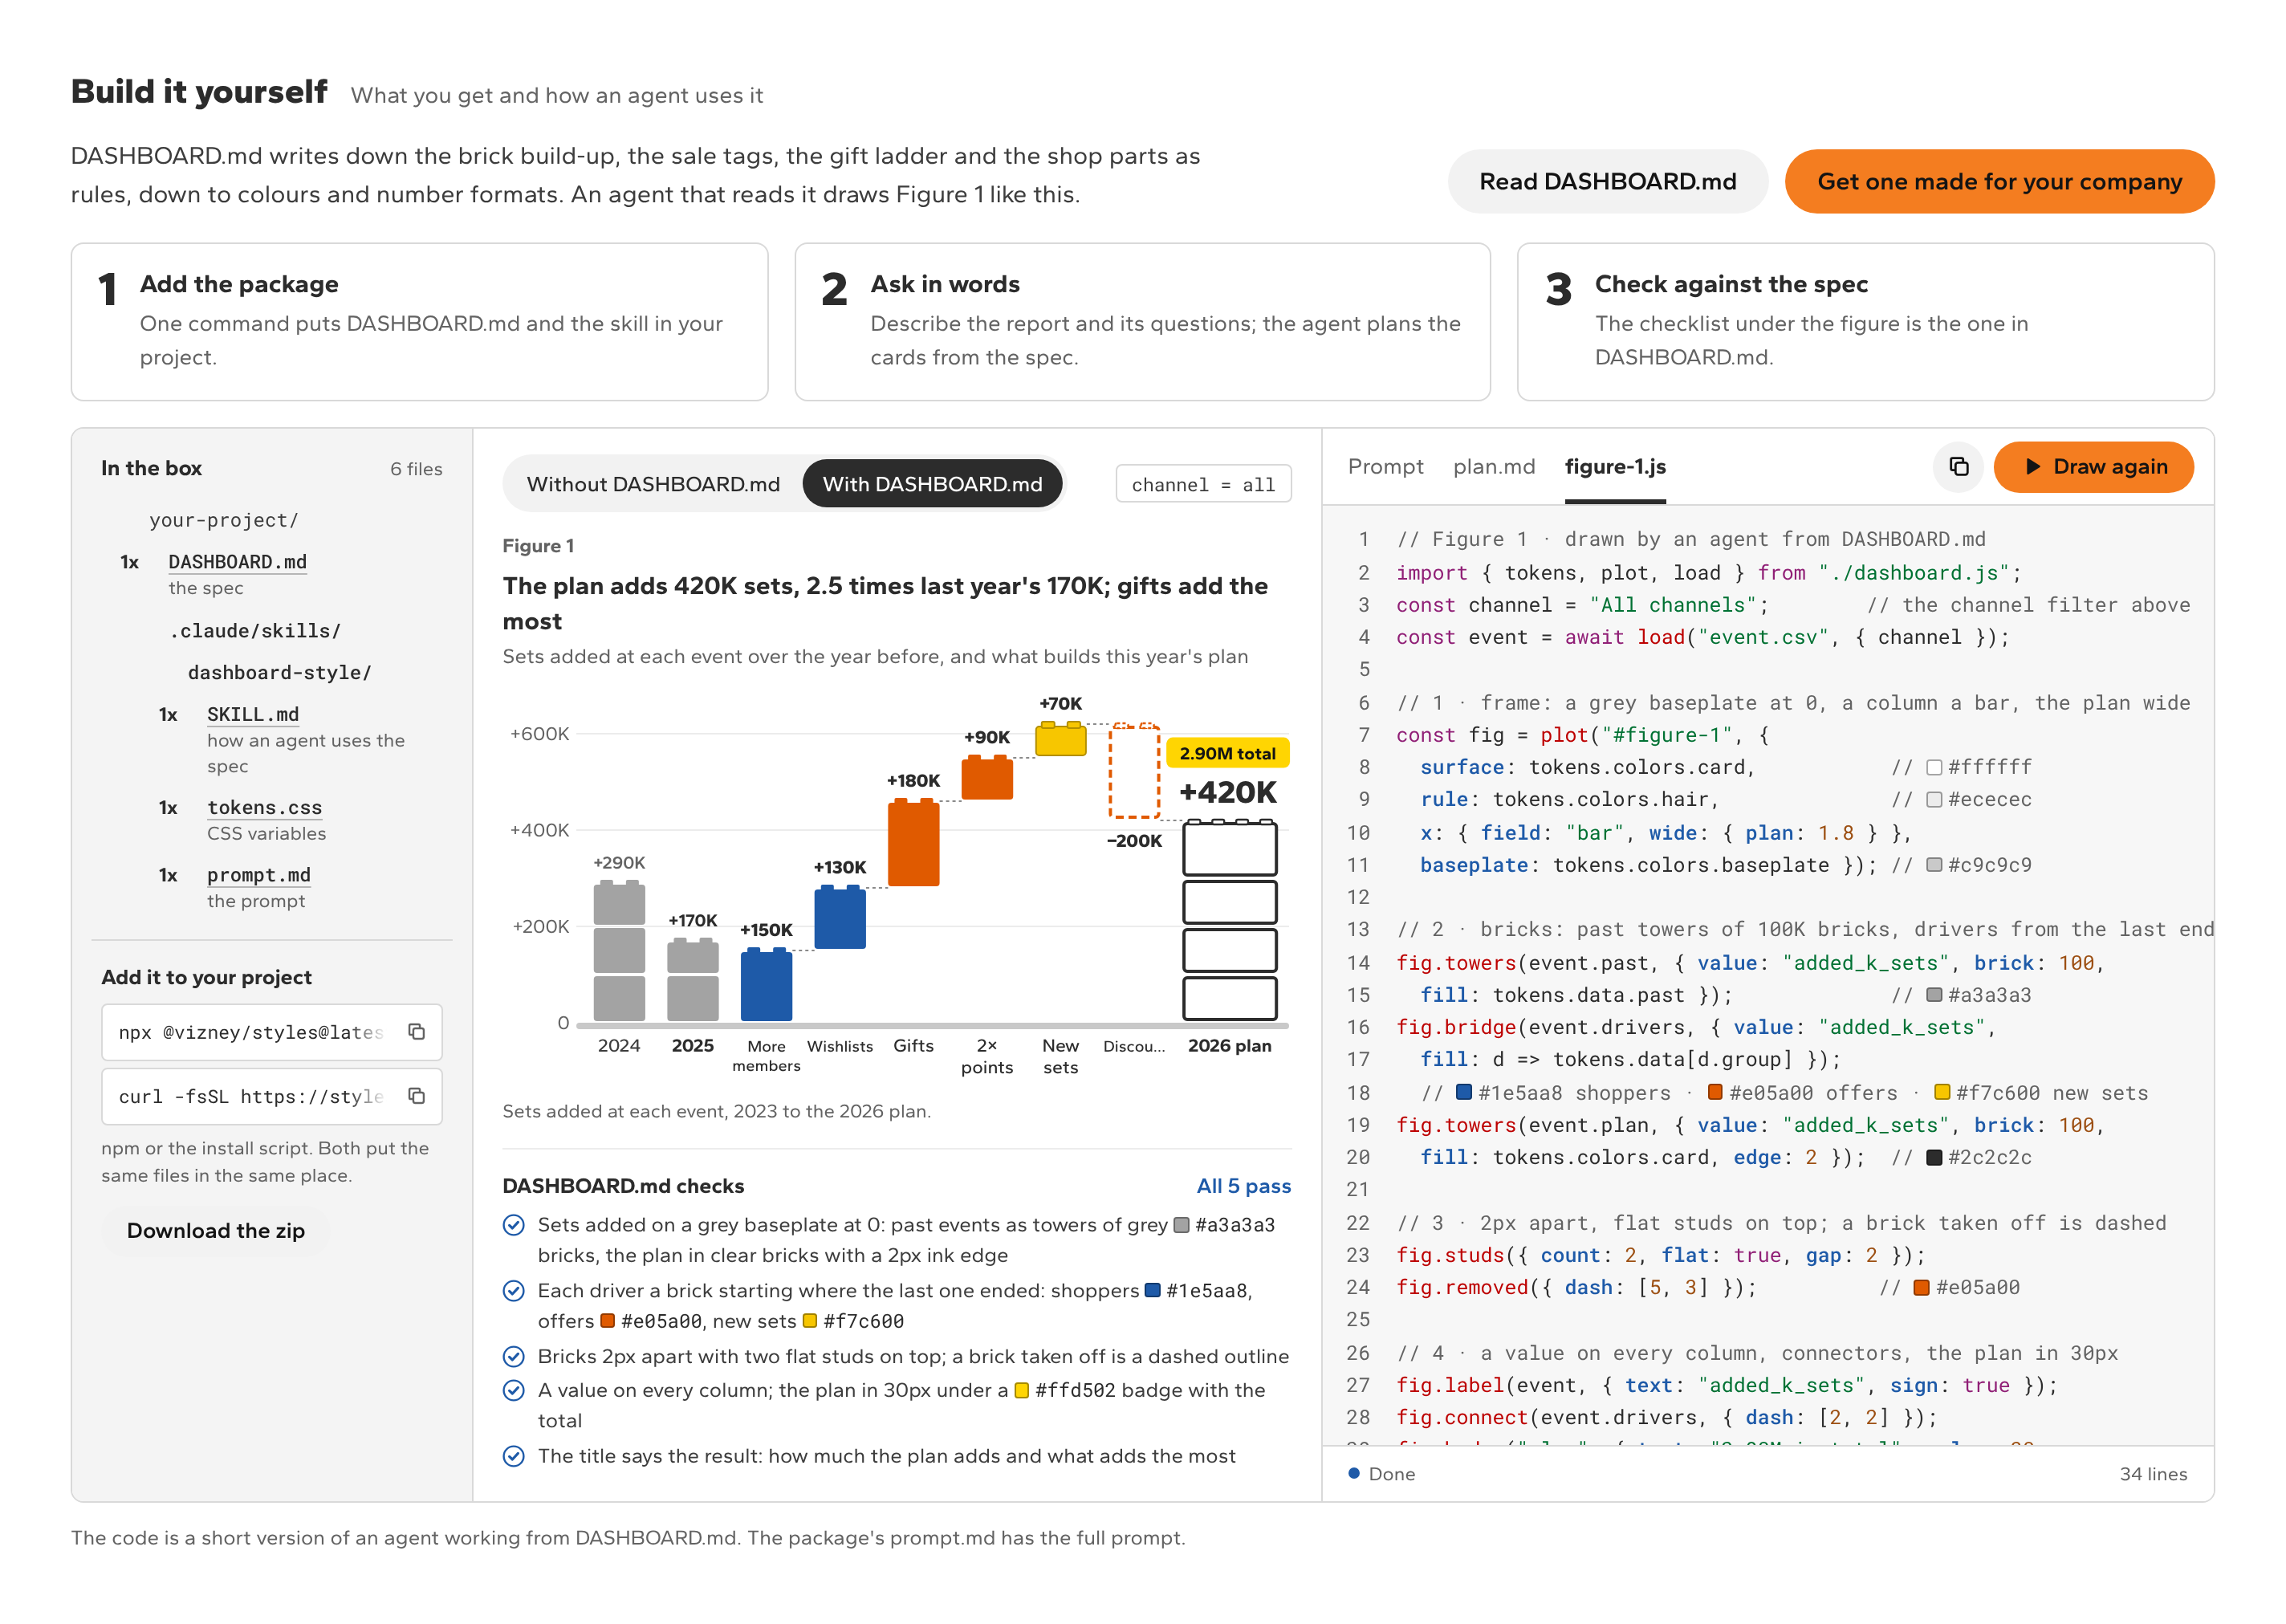 Build it yourself What you get and how an agent uses it
DASHBOARD.md writes down the brick build-up, the sale tags, the gift ladder and the shop parts as
rules, down to colours and number formats. An agent that reads it draws Figure 1 like this.
Read DASHBOARD.md
Get one made for your company
1 Add the package
One command puts DASHBOARD.md and the skill in your
project.
2 Ask in words
Describe the report and its questions; the agent plans the
cards from the spec.
3 Check against the spec
The checklist under the figure is the one in
DASHBOARD.md.
In the box 6 files
your-project/
1x DASHBOARD.md
the spec
.claude/skills/
dashboard-style/
1x SKILL.md
how an agent uses the
spec
1x tokens.css
CSS variables
1x prompt.md
the prompt
Add it to your project
npx @vizney/styles@lates
curl -fsSL https://style
npm or the install script. Both put the
same files in the same place.
Download the zip
Without DASHBOARD.md With DASHBOARD.md channel = all
Figure 1
The plan adds 420K sets, 2.5 times last year's 170K; gifts add the
most
Sets added at each event over the year before, and what builds this year's plan
+600K
+400K
+200K
0
+290K
+170K
+150K
+130K
+180K
+90K
+70K
−200K
2.90M total
+420K
2024
2025
More
members
Wishlists
Gifts
2×
points
New
sets
Discou...
2026 plan
Sets added at each event, 2023 to the 2026 plan.
DASHBOARD.md checks All 5 pass
Sets added on a grey baseplate at 0: past events as towers of grey #a3a3a3
bricks, the plan in clear bricks with a 2px ink edge
Each driver a brick starting where the last one ended: shoppers #1e5aa8,
offers #e05a00, new sets #f7c600
Bricks 2px apart with two flat studs on top; a brick taken off is a dashed outline
A value on every column; the plan in 30px under a #ffd502 badge with the
total
The title says the result: how much the plan adds and what adds the most
Prompt plan.md figure-1.js Draw again
1 // Figure 1 · drawn by an agent from DASHBOARD.md
2 import { tokens, plot, load } from "./dashboard.js";
3 const channel = "All channels"; // the channel filter above
4 const event = await load("event.csv", { channel });
5
6 // 1 · frame: a grey baseplate at 0, a column a bar, the plan wide
7 const fig = plot("#figure-1", {
8 surface: tokens.colors.card, // #ffffff
9 rule: tokens.colors.hair, // #ececec
10 x: { field: "bar", wide: { plan: 1.8 } },
11 baseplate: tokens.colors.baseplate }); // #c9c9c9
12
13 // 2 · bricks: past towers of 100K bricks, drivers from the last end
14 fig.towers(event.past, { value: "added_k_sets", brick: 100,
15 fill: tokens.data.past }); // #a3a3a3
16 fig.bridge(event.drivers, { value: "added_k_sets",
17 fill: d => tokens.data[d.group] });
18 // #1e5aa8 shoppers · #e05a00 offers · #f7c600 new sets
19 fig.towers(event.plan, { value: "added_k_sets", brick: 100,
20 fill: tokens.colors.card, edge: 2 }); // #2c2c2c
21
22 // 3 · 2px apart, flat studs on top; a brick taken off is dashed
23 fig.studs({ count: 2, flat: true, gap: 2 });
24 fig.removed({ dash: [5, 3] }); // #e05a00
25
26 // 4 · a value on every column, connectors, the plan in 30px
27 fig.label(event, { text: "added_k_sets", sign: true });
28 fig.connect(event.drivers, { dash: [2, 2] });
Done 34 lines
The code is a short version of an agent working from DASHBOARD.md. The package's prompt.md has the full prompt.